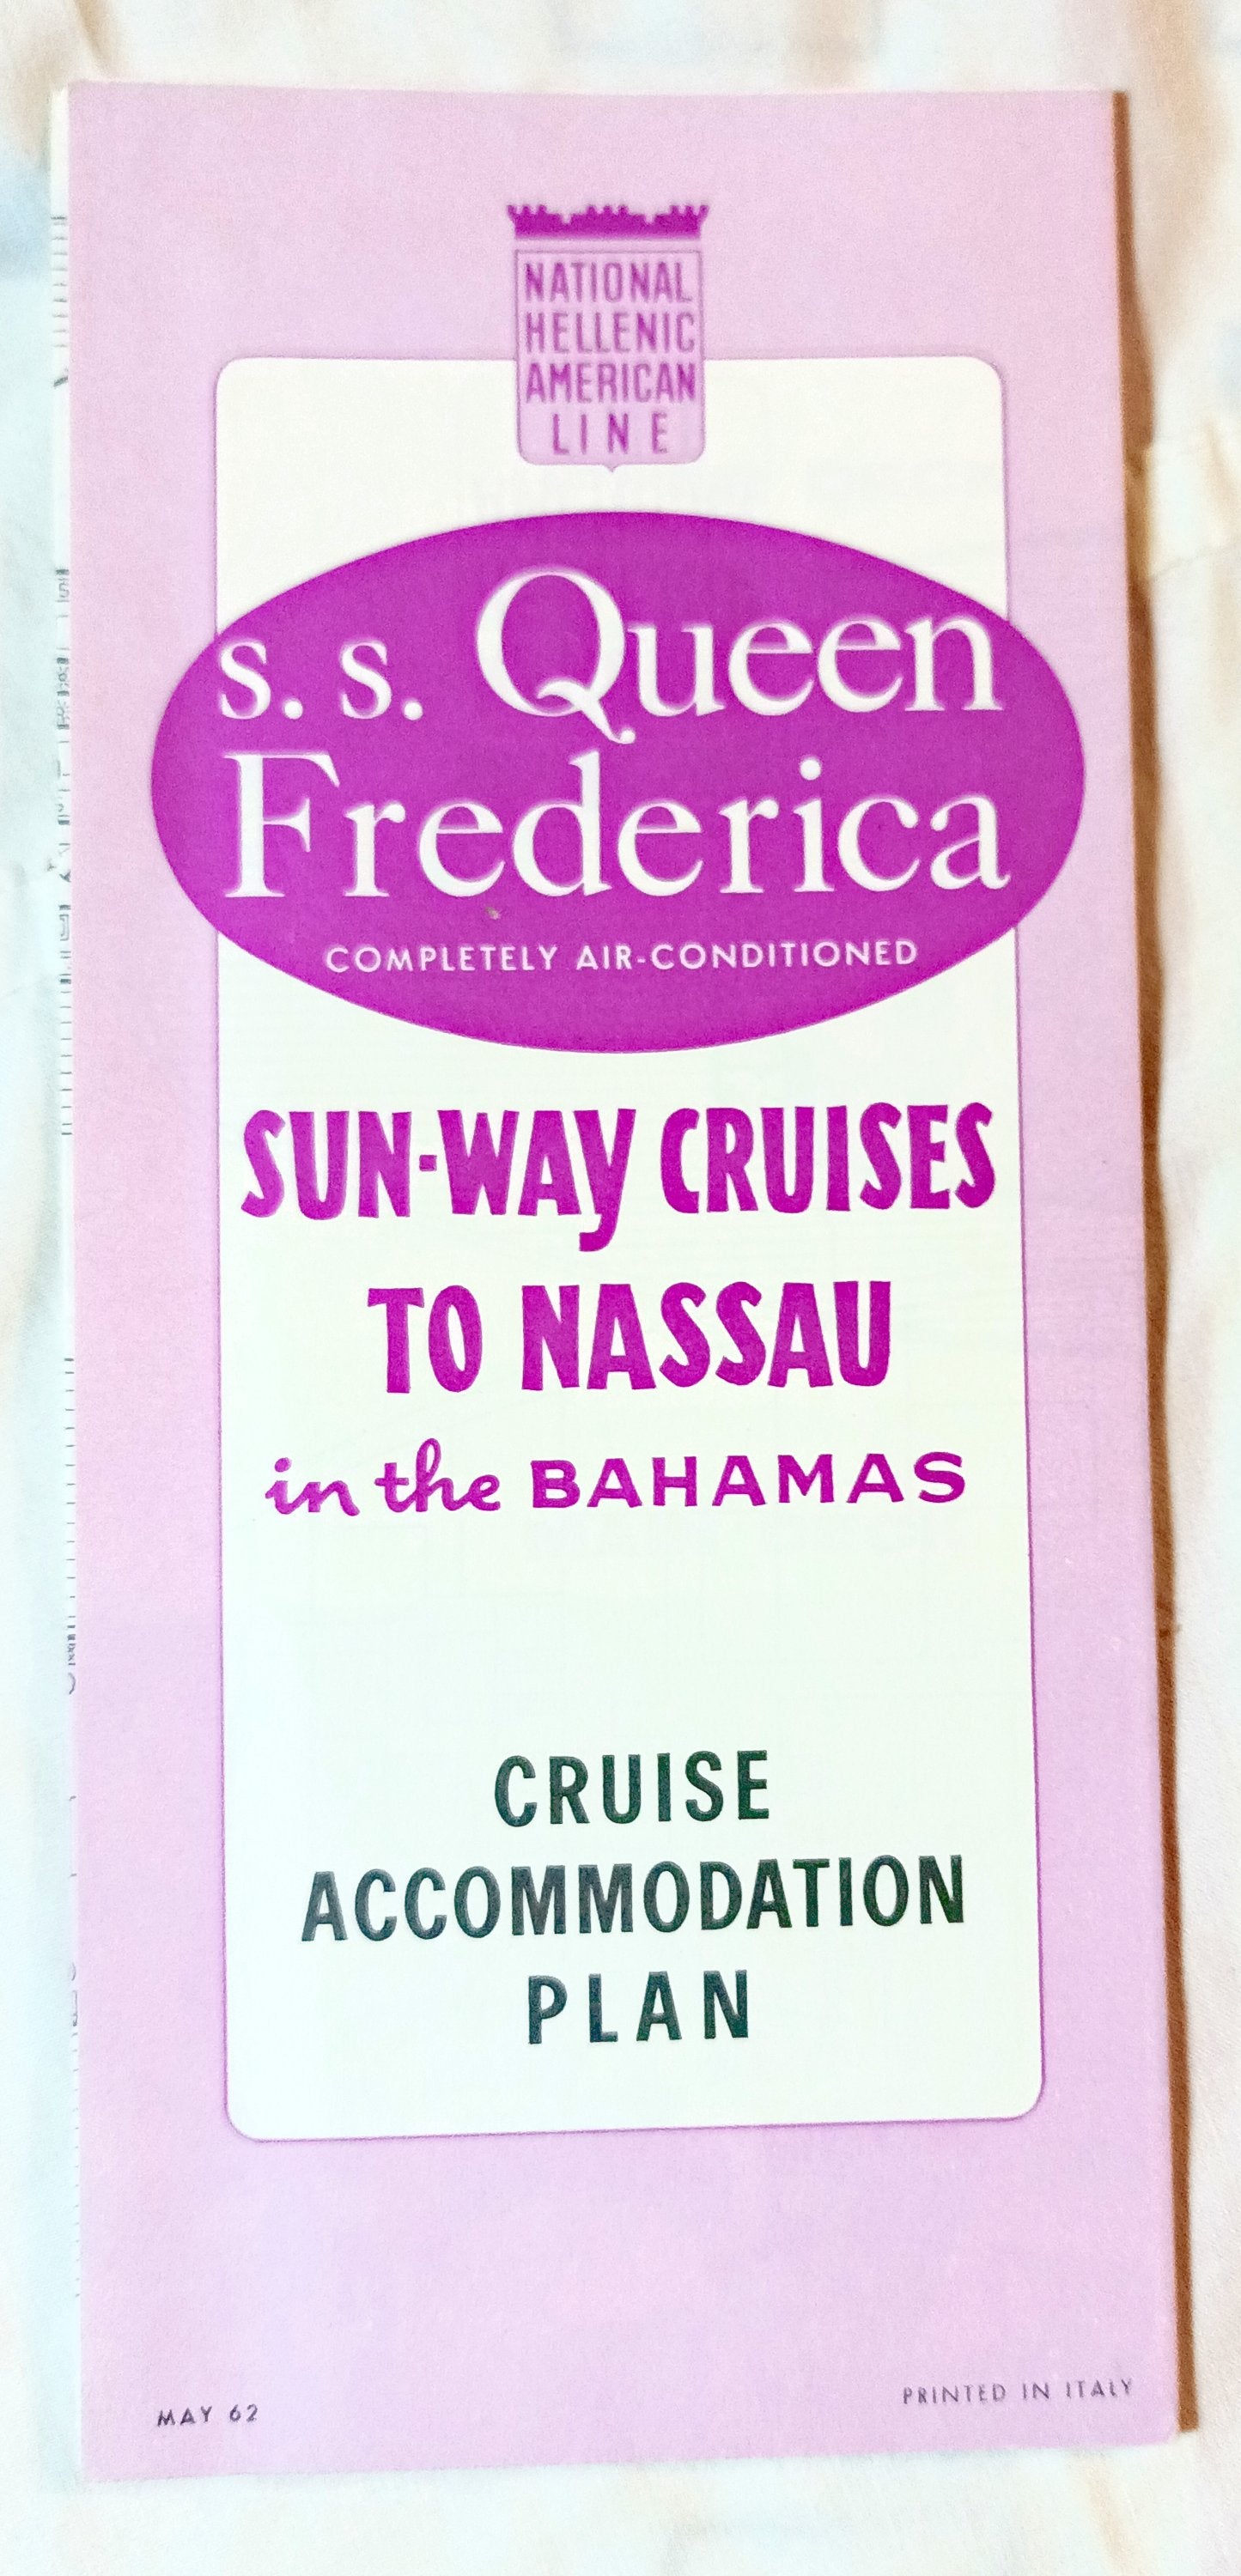 NATIONAL
HELLENIC
AMERICAN
LINE
s. s. Queen
Frederica
COMPLETELY AIR-CONDITIONED
SUN-WAY CRUISES
TO NASSAU
in the BAHAMAS
CRUISE
ACCOMMODATION
PLAN
MAY 62
PRINTED IN ITALY